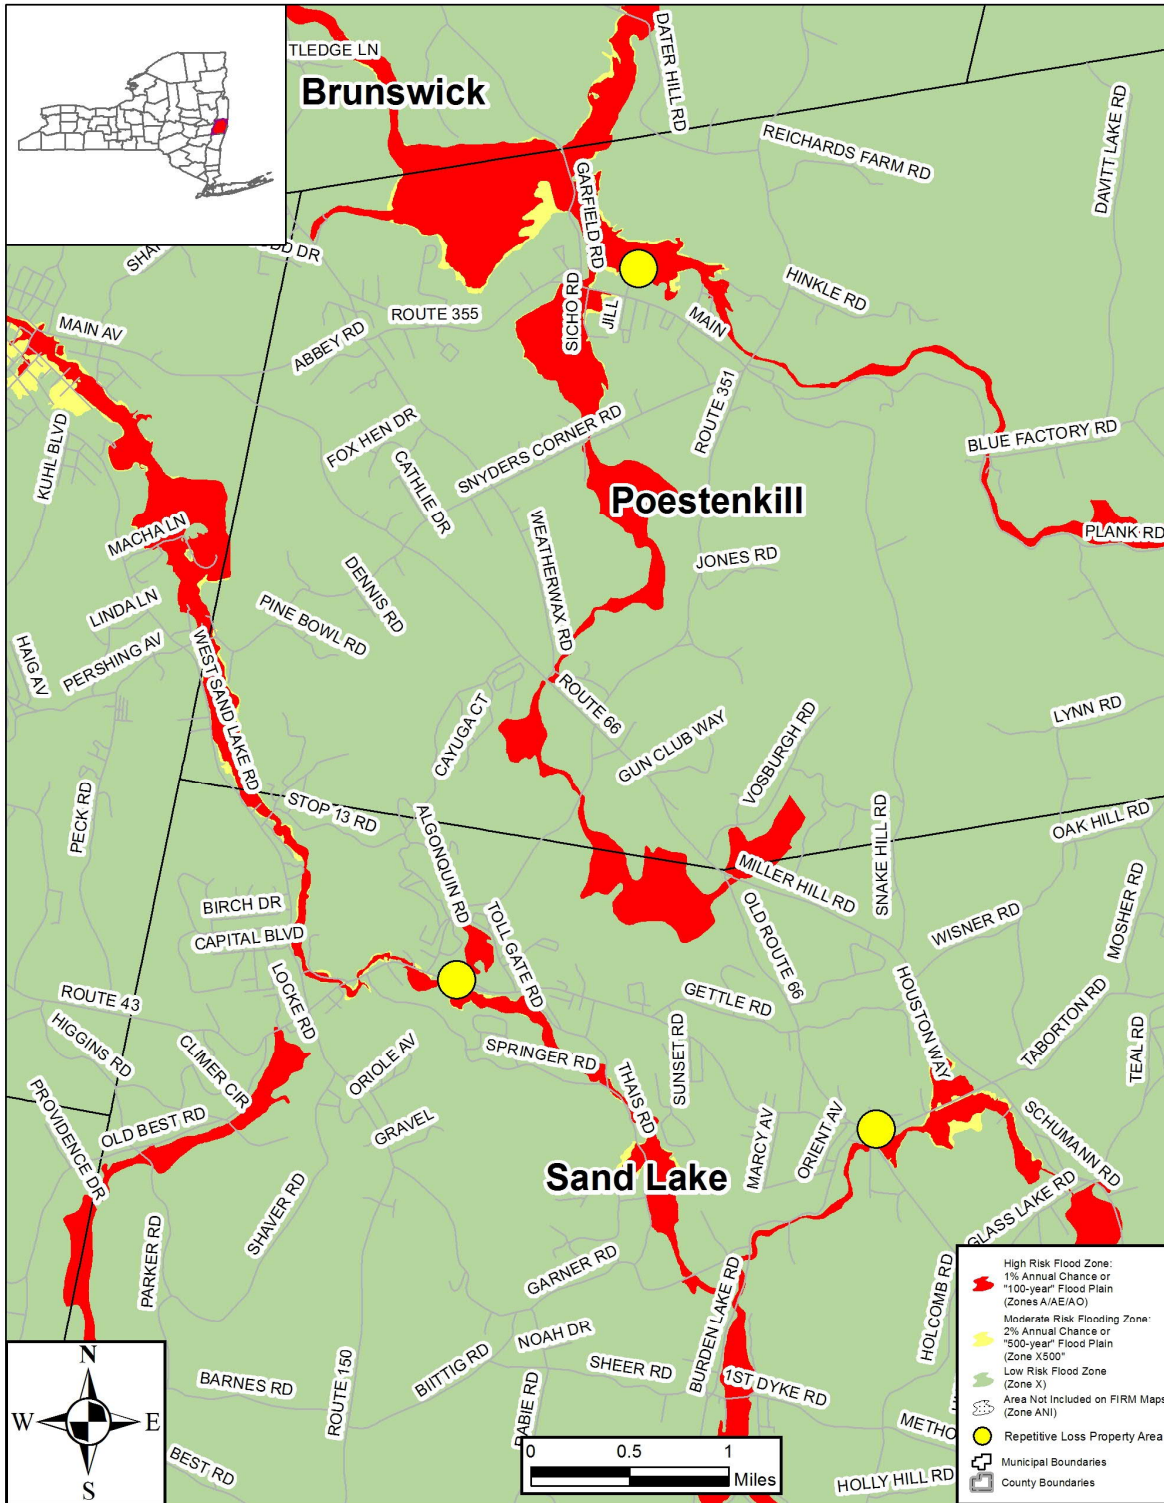 TLEDGE LN
DATER HILL RD
Brunswick
REICHARDS FARM RD
DAVITT LAKE RD
GARFIELD RD
DD DR
HINKLE RD
MAIN AV
ROUTE 355
SICHO RD
JILL
MAIN
ABBEY RD
ROUTE 351
KUHL BLVD
FOX HEN DR
SNYDERS CORNER RD
BLUE FACTORY RD
CATHLIE DR
Poestenkill
MACHA LN
WEATHERWAX RD
PLANK RD
JONES RD
DENNIS RD
LINDA LN
PINE BOWL RD
HAIG AV
PERSHING AV
WEST SAND LAKE RD
ROUTE 66
CAYUGA CT
LYNN RD
GUN CLUB WAY
VOSBURGH RD
PECK RD
STOP 13 RD
ALGONQUIN RD
OAK HILL RD
SNAKE HILL RD
MILLER HILL RD
BIRCH DR
CAPITAL BLVD
TOLL GATE RD
OLD ROUTE 66
WISNER RD
MOSHER RD
ROUTE 43
LOCKE RD
GETTLE RD
HOUSTON WAY
TABORTON RD
HIGGINS RD
CLIMER CIR
ORIOLE AV
SPRINGER RD
SUNSET RD
TEAL RD
PROVIDENCE DR
OLD BEST RD
GRAVEL
THAIS RD
MARCY AV
ORIENT AV
SCHUMANN RD
Sand Lake
SHAVER RD
GLASS LAKE RD
PARKER RD
GARNER RD
BURDEN LAKE RD
HOLCOMB RD
NOAH DR
ROUTE 150
BIITTIG RD
SHEER RD
BARNES RD
1ST DYKE RD
DABIE RD
BEST RD
METHO
HOLLY HILL RD
High Risk Flood Zone:
1% Annual Chance or
"100-year" Flood Plain
(Zones A/AE/AO)
Moderate Risk Flooding Zone:
2% Annual Chance or
"500-year" Flood Plain
(Zone X500"
Low Risk Flood Zone
(Zone X)
Area Not Included on FIRM Maps
(Zone ANI)
Repetitive Loss Property Area
Municipal Boundaries
County Boundaries
N
W E
S
0 0.5 1
Miles